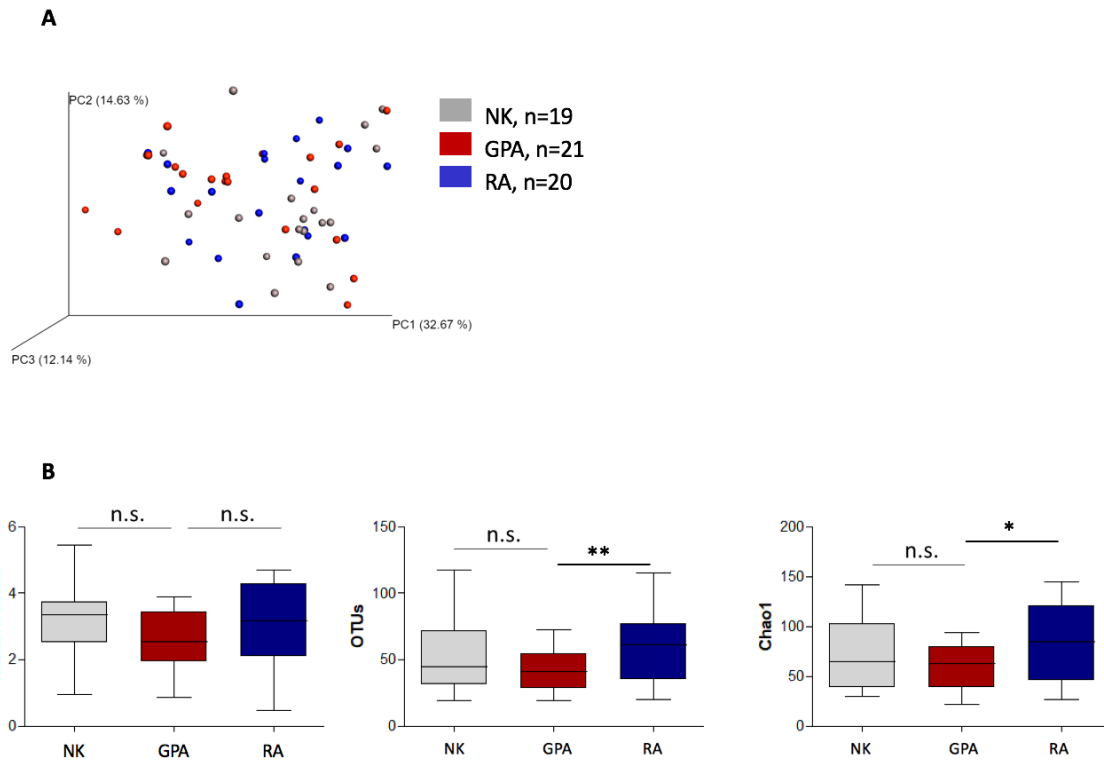 A
PC2 (14.63 %)
NK, n=19
GPA, n=21
RA, n=20
PC1 (32.67 %)
PC3 (12.14 %)
B
n.s. n.s.
6
4
2
0
NK GPA RA
n.s. **
150
100
50
0
OTUs
NK GPA RA
n.s. *
200
150
100
50
0
Chao1
NK GPA RA